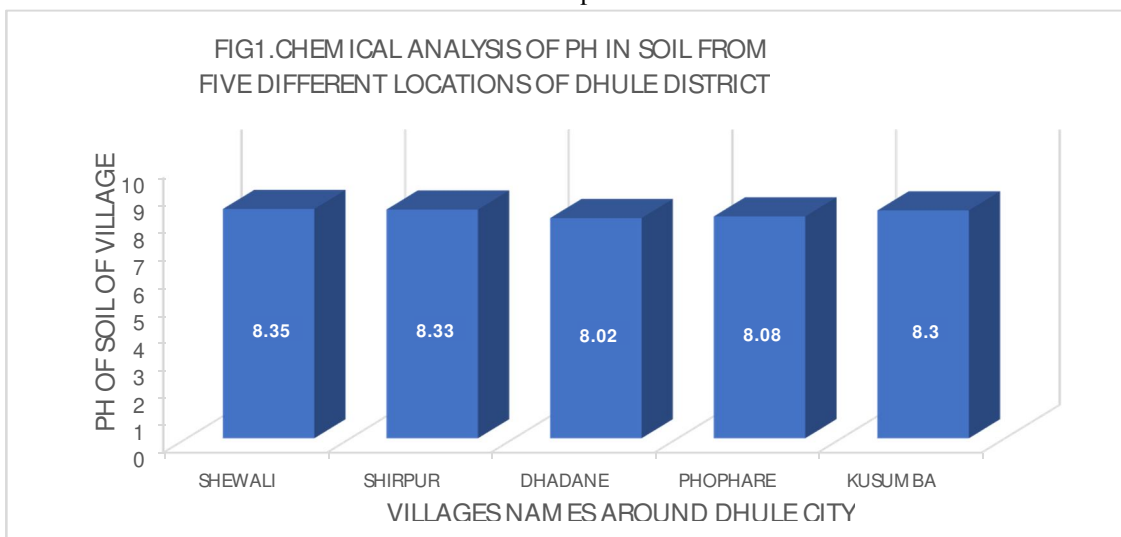 FIG1.CHEMICAL ANALYSIS OF PH IN SOIL FROM
FIVE DIFFERENT LOCATIONS OF DHULE DISTRICT
PH OF SOIL OF VILLAGE
10
9
8
7
6
5
4
3
2
1
0
8.35
8.33
8.02
8.08
8.3
SHEWALI
SHIRPUR
DHADANE
PHOPHARE
KUSUMBA
VILLAGES NAMES AROUND DHULE CITY